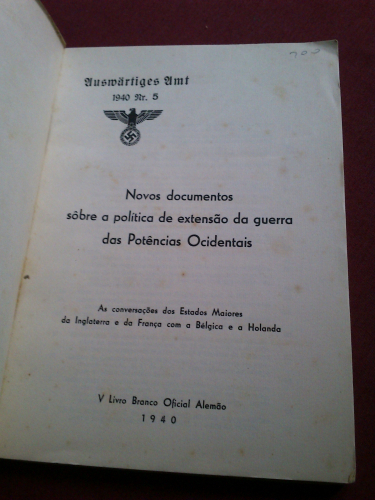 Auswärtiges Amt
1940 Nr. 5
Novos documentos
sôbre a política de extensão da guerra
das Potências Ocidentais
As conversações dos Estados Maiores
da Inglaterra e da França com a Bélgica e a Holanda
V Livro Branco Oficial Alemão
1940